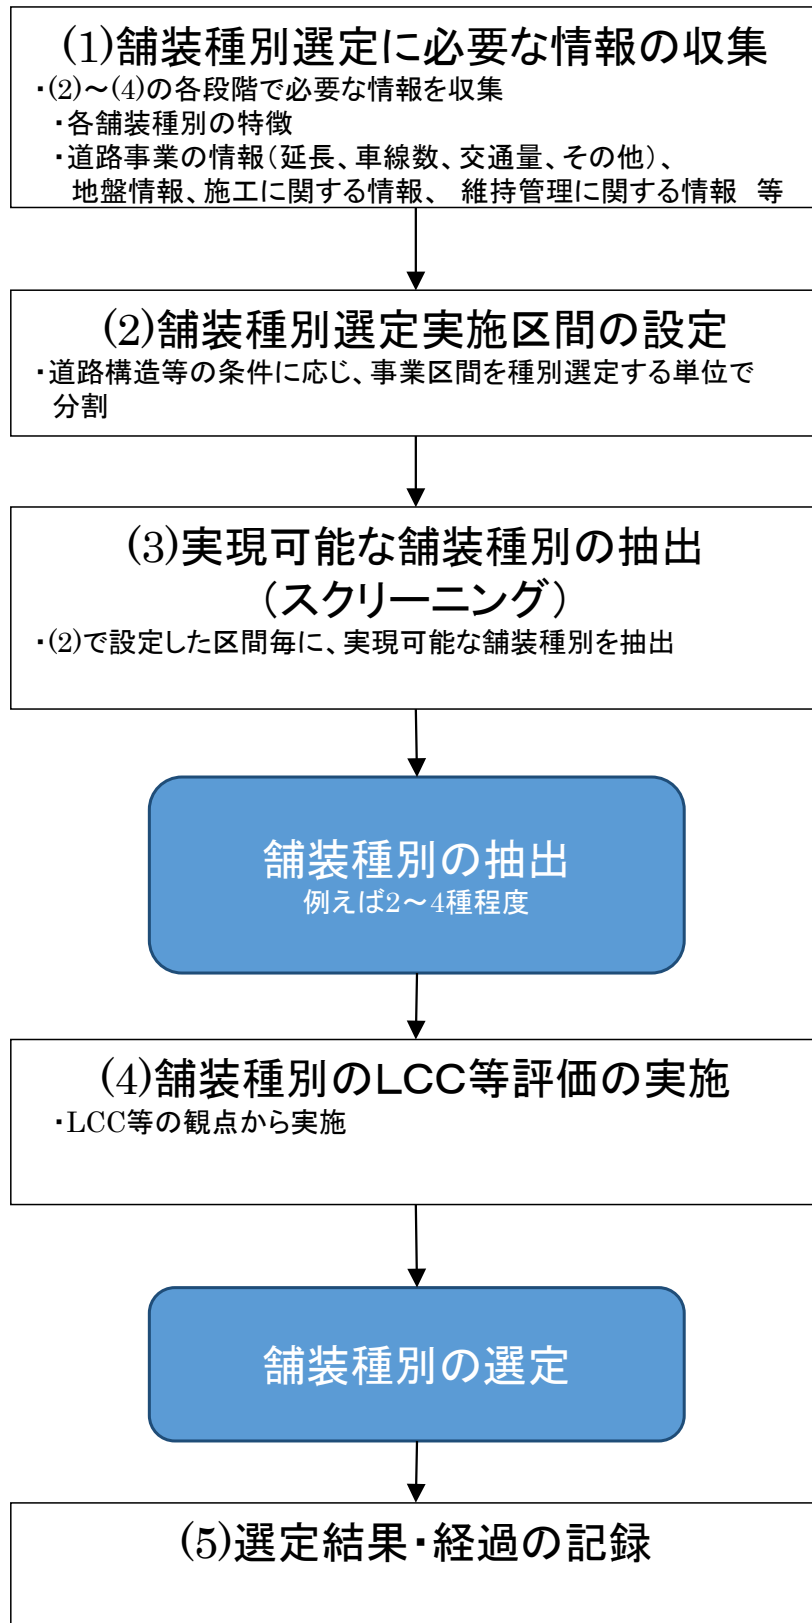 (1)舗装種別選定に必要な情報の収集
・(2)～(4)の各段階で必要な情報を収集
・各舗装種別の特徴
・道路事業の情報（延長、車線数、交通量、その他）、
地盤情報、施工に関する情報、 維持管理に関する情報 等
(2)舗装種別選定実施区間の設定
・道路構造等の条件に応じ、事業区間を種別選定する単位で
分割
(3)実現可能な舗装種別の抽出
（スクリーニング）
・(2)で設定した区間毎に、実現可能な舗装種別を抽出
舗装種別の抽出
例えば2～4種程度
(4)舗装種別のLCC等評価の実施
・LCC等の観点から実施
舗装種別の選定
(5)選定結果・経過の記録